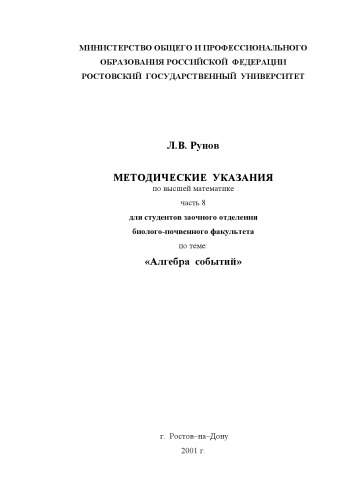 МИНИСТЕРСТВО ОБЩЕГО И ПРОФЕССИОНАЛЬНОГО
ОБРАЗОВАНИЯ РОССИЙСКОЙ ФЕДЕРАЦИИ
РОСТОВСКИЙ ГОСУДАРСТВЕННЫЙ УНИВЕРСИТЕТ
Л.В. Рунов
МЕТОДИЧЕСКИЕ УКАЗАНИЯ
по высшей математике
часть 8
для студентов заочного отделения
биолого-почвенного факультета
по теме:
«Алгебра событий»
г. Ростов–на–Дону
2001 г.